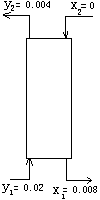 y₂= 0.004
X₂= 0
y₁= 0.02
X₁= 0.008